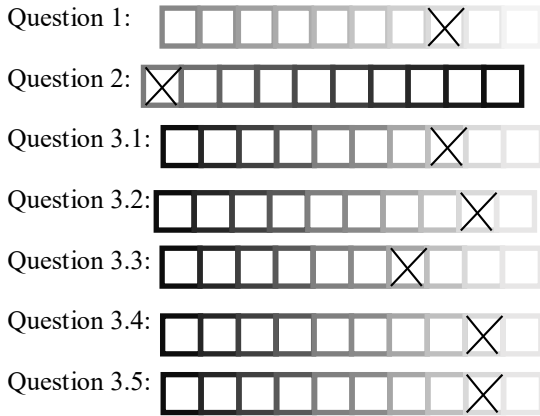 Question 1:
Question 2:
Question 3.1:
Question 3.2:
Question 3.3:
Question 3.4:
Question 3.5: